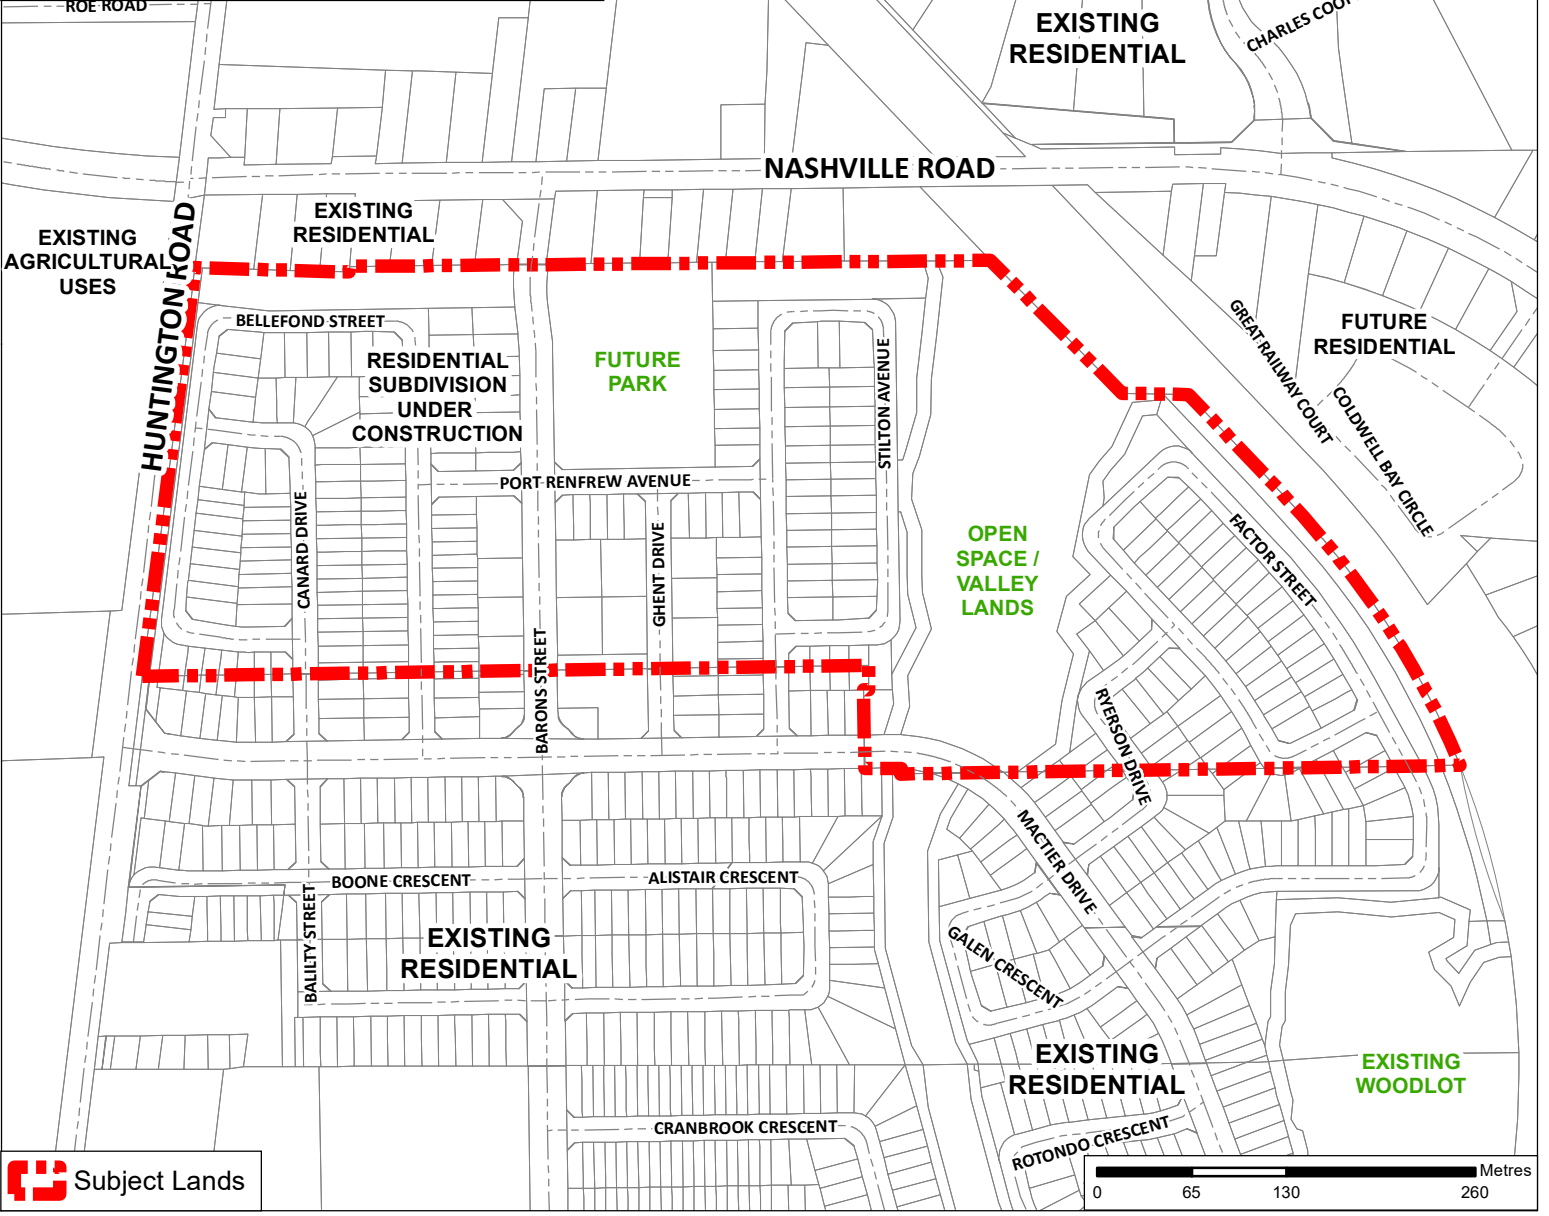 ROE ROAD
EXISTING
RESIDENTIAL
NASHVILLE ROAD
EXISTING
AGRICULTURAL
USES
HUNTINGTON ROAD
EXISTING
RESIDENTIAL
BELLEFOND STREET
RESIDENTIAL
SUBDIVISION
UNDER
CONSTRUCTION
FUTURE
PARK
STILTON AVENUE
GREAT RAILWAY COURT
FUTURE
RESIDENTIAL
COLDWELL BAY CIRCLE
PORT RENFREW AVENUE
CANARD DRIVE
GHENT DRIVE
OPEN
SPACE /
VALLEY
LANDS
FACTOR STREET
BARONS STREET
RYERSON DRIVE
MACTIER DRIVE
BOONE CRESCENT
ALISTAIR CRESCENT
BALILTY STREET
EXISTING
RESIDENTIAL
GALEN CRESCENT
EXISTING
RESIDENTIAL
EXISTING
WOODLOT
CRANBROOK CRESCENT
ROTONDO CRESCENT
Subject Lands
Metres
0 65 130 260